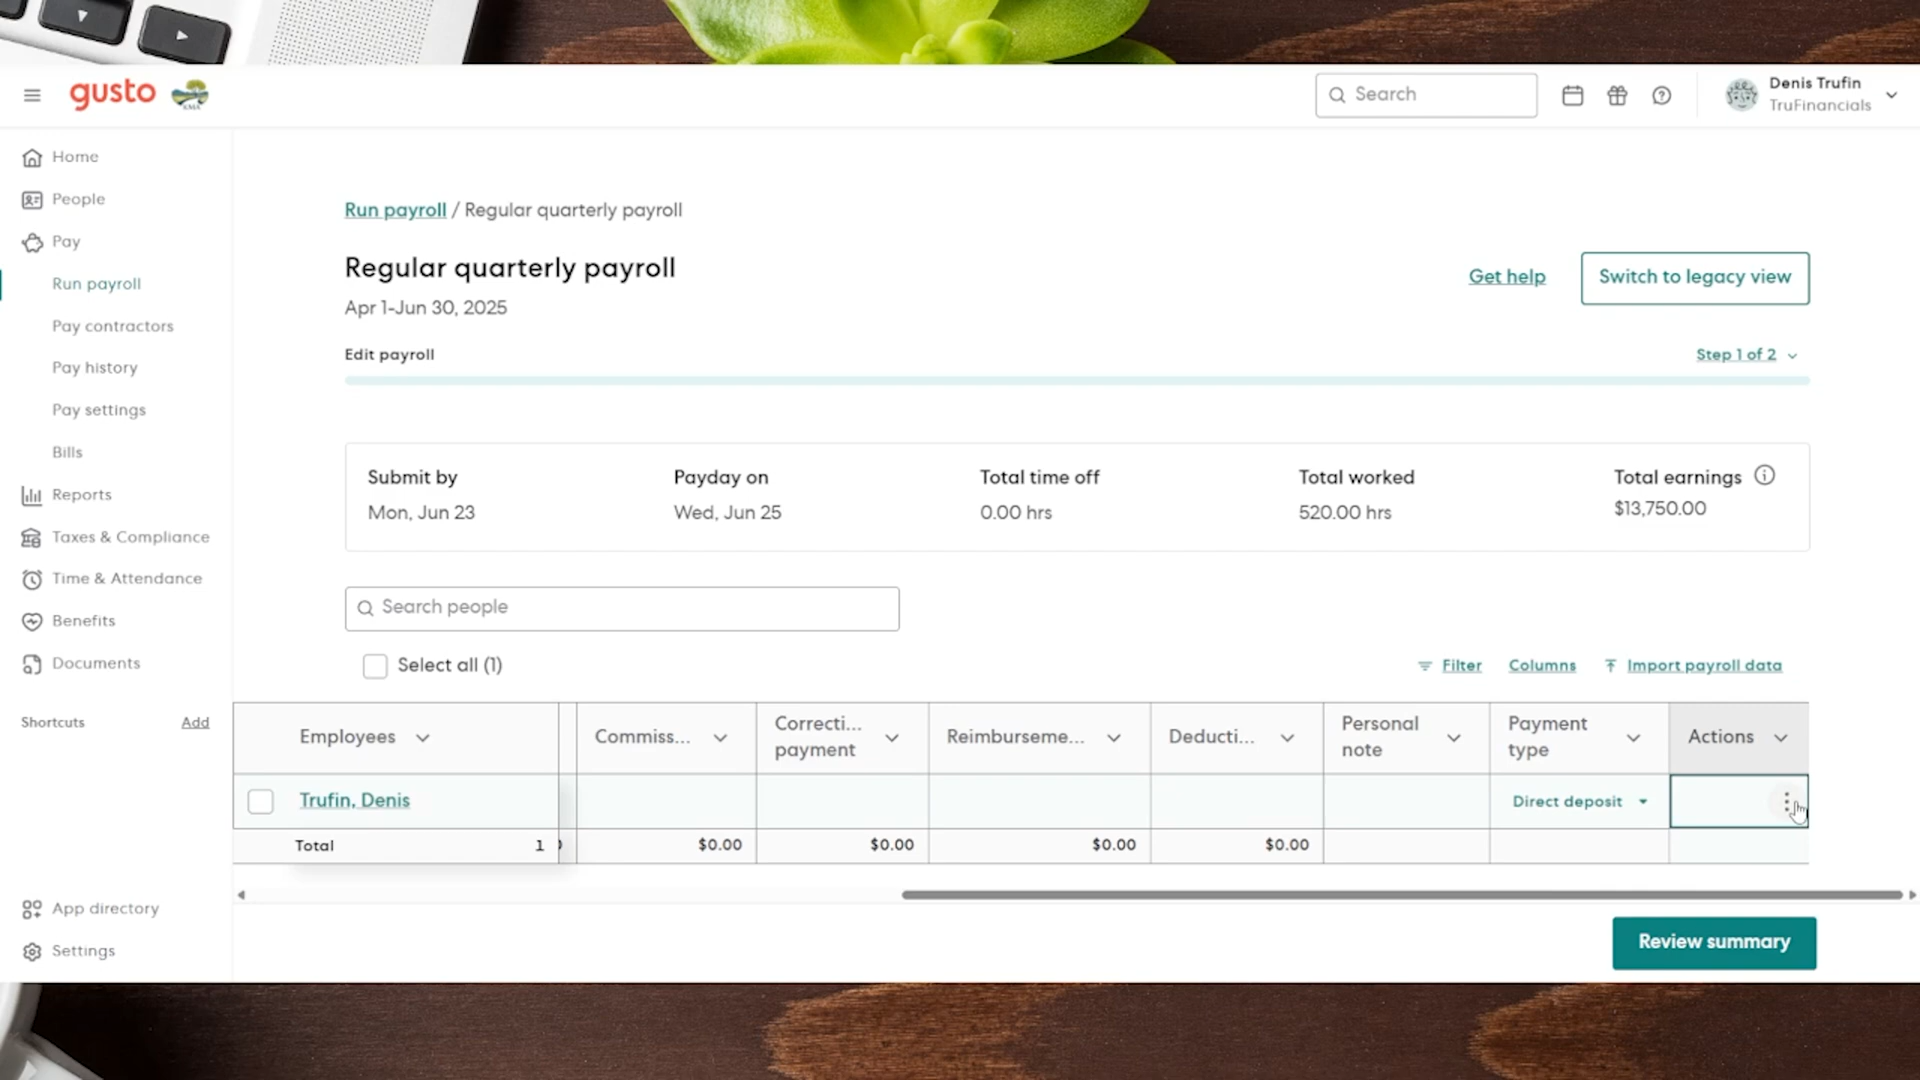 gusto
Search
Denis Trufin
TruFinancials
Home
People
Pay
Run payroll
Pay contractors
Pay history
Pay settings
Bills
Reports
Taxes & Compliance
Time & Attendance
Benefits
Documents
Shortcuts Add
App directory
Settings
Run payroll / Regular quarterly payroll
Regular quarterly payroll
Get help
Switch to legacy view
Apr 1-Jun 30, 2025
Edit payroll
Step 1 of 2
Submit by Payday on Total time off Total worked Total earnings
Mon, Jun 23 Wed, Jun 25 0.00 hrs 520.00 hrs $13,750.00
Search people
Select all (1)
Filter Columns Import payroll data
Employees
Commiss...
Correcti...
payment
Reimburseme...
Deducti...
Personal
note
Payment
type
Actions
Trufin, Denis Direct deposit
Total 1 $0.00 $0.00 $0.00 $0.00
Review summary